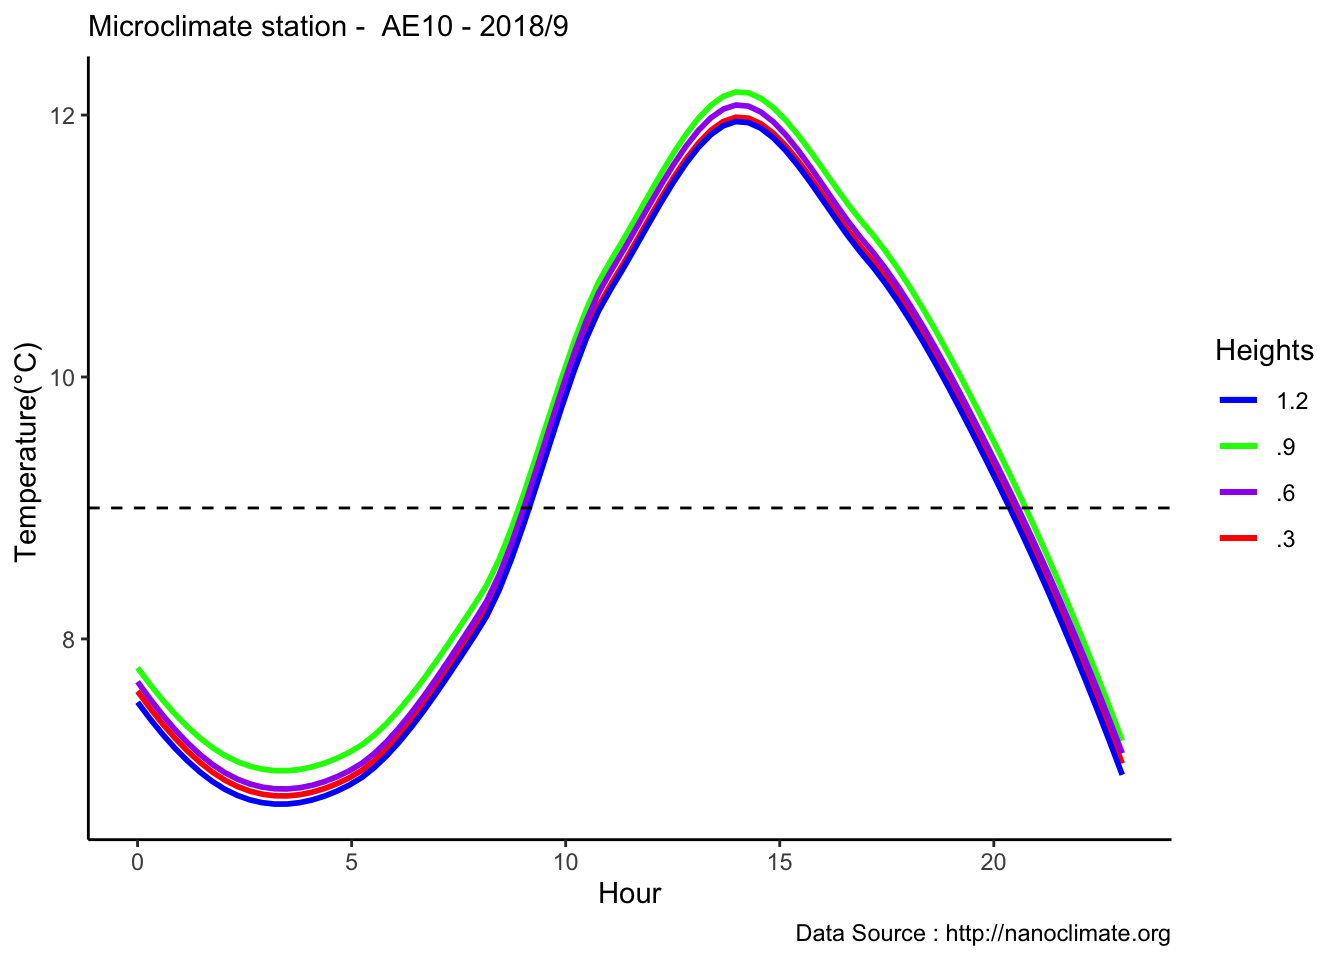 Microclimate station -  AE10 - 2018/9
12
10
8
Temperature(°C)
0 5 10 15 20
Hour
Heights
1.2
.9
.6
.3
Data Source : http://nanoclimate.org